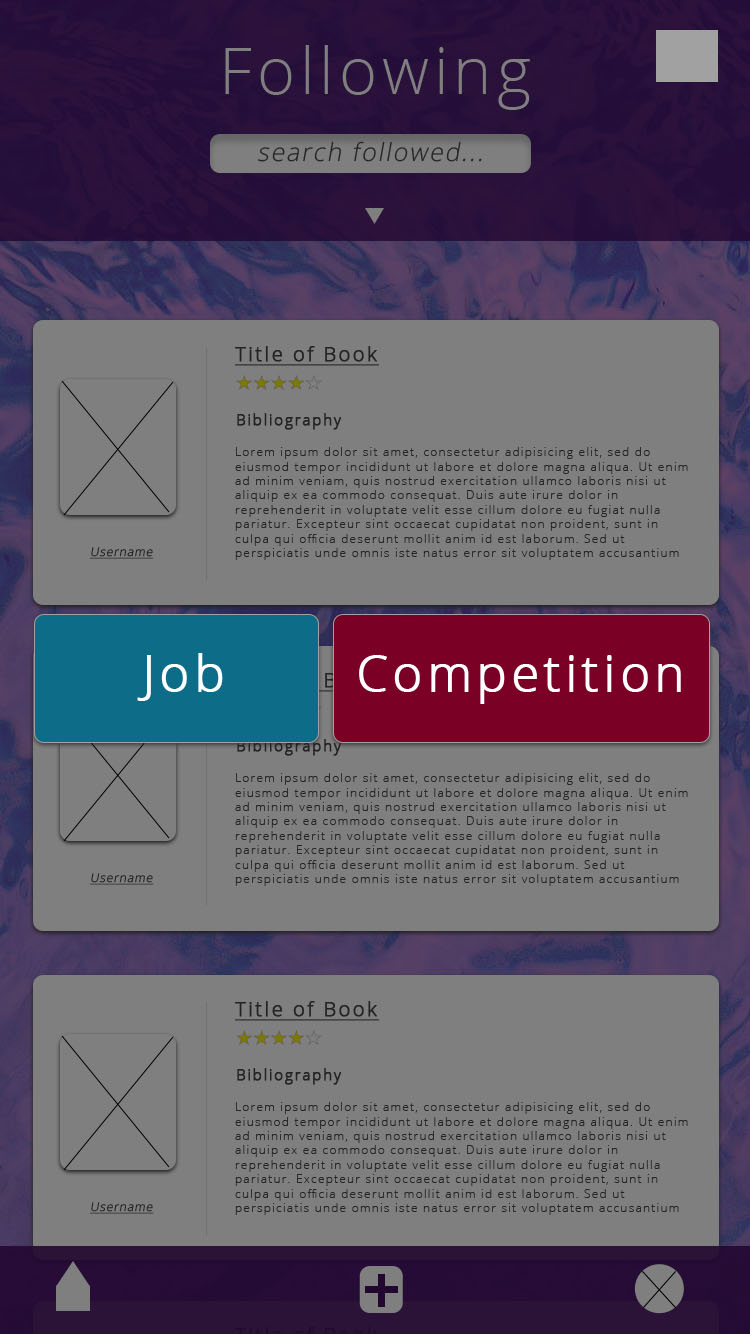 Following
search followed...
Title of Book
Bibliography
Lorem ipsum dolor sit amet, consectetur adipisicing elit, sed do
eiusmod tempor incididunt ut labore et dolore magna aliqua. Ut enim
ad minim veniam, quis nostrud exercitation ullamco laboris nisi ut
aliquip ex ea commodo consequat. Duis aute irure dolor in
reprehenderit in voluptate velit esse cillum dolore eu fugiat nulla
pariatur. Excepteur sint occaecat cupidatat non proident, sunt in
culpa qui officia deserunt mollit anim id est laborum. Sed ut
perspiciatis unde omnis iste natus error sit voluptatem accusantium
Username
Job
Competition
Bibliography
Lorem ipsum dolor sit amet, consectetur adipisicing elit, sed do
eiusmod tempor incididunt ut labore et dolore magna aliqua. Ut enim
ad minim veniam, quis nostrud exercitation ullamco laboris nisi ut
aliquip ex ea commodo consequat. Duis aute irure dolor in
reprehenderit in voluptate velit esse cillum dolore eu fugiat nulla
pariatur. Excepteur sint occaecat cupidatat non proident, sunt in
culpa qui officia deserunt mollit anim id est laborum. Sed ut
perspiciatis unde omnis iste natus error sit voluptatem accusantium
Username
Title of Book
Bibliography
Lorem ipsum dolor sit amet, consectetur adipisicing elit, sed do
eiusmod tempor incididunt ut labore et dolore magna aliqua. Ut enim
ad minim veniam, quis nostrud exercitation ullamco laboris nisi ut
aliquip ex ea commodo consequat. Duis aute irure dolor in
reprehenderit in voluptate velit esse cillum dolore eu fugiat nulla
pariatur. Excepteur sint occaecat cupidatat non proident, sunt in
culpa qui officia deserunt mollit anim id est laborum. Sed ut
perspiciatis unde omnis iste natus error sit voluptatem accusantium
Username